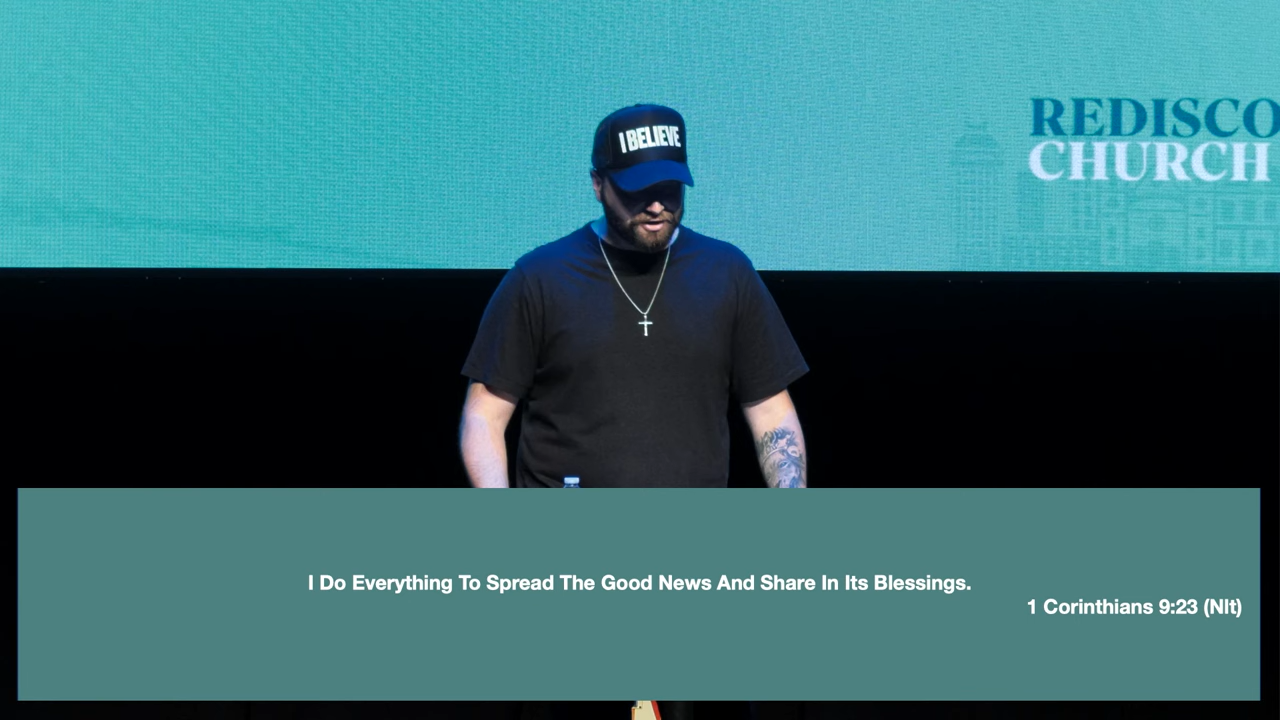 REDISCO
CHURCH
I BELIEVE
I Do Everything To Spread The Good News And Share In Its Blessings.
1 Corinthians 9:23 (Nlt)